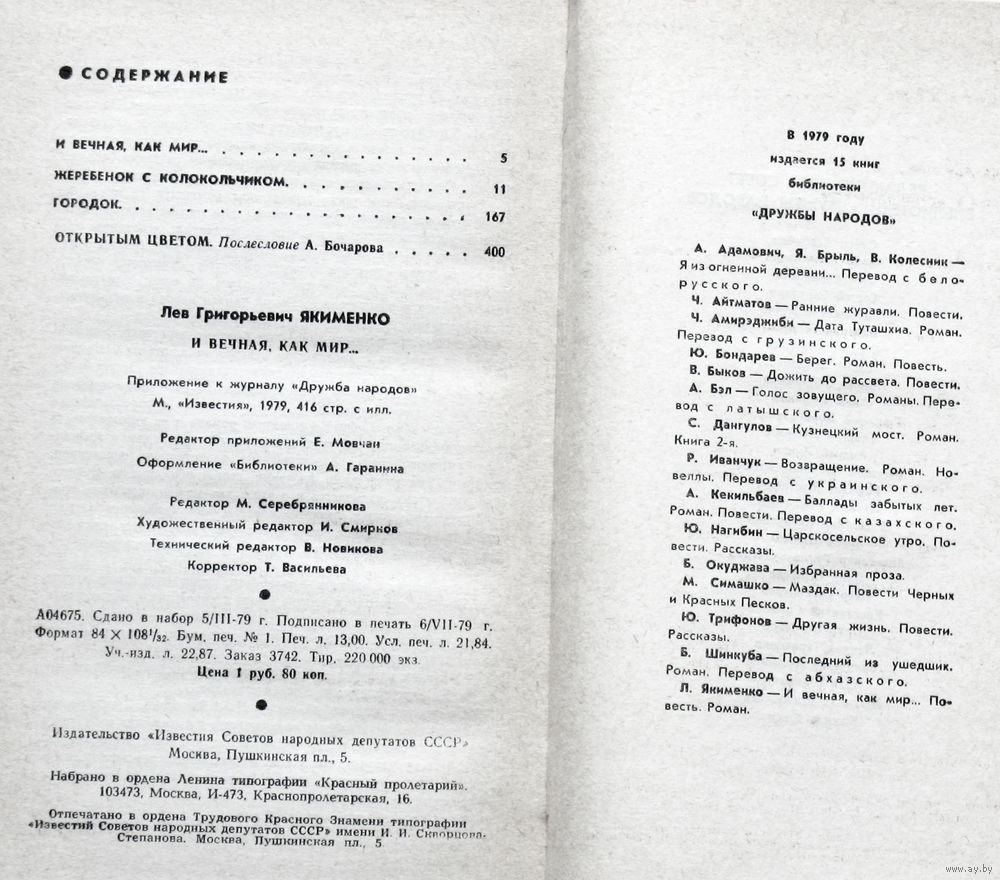 ● СОДЕРЖАНИЕ
И ВЕЧНАЯ, КАК МИР... . . . . . . . . . . . . . . . 5
ЖЕРЕБЕНОК С КОЛОКОЛЬЧИКОМ. . . . . . . . . . 11
ГОРОДОК. . . . . . . . . . . . . . . . . . . . 167
ОТКРЫТЫМ ЦВЕТОМ. Послесловие А. Бочарова . . . . . 400
Лев Григорьевич ЯКИМЕНКО
И ВЕЧНАЯ, КАК МИР...
Приложение к журналу «Дружба народов»
М., «Известия», 1979, 416 стр. с илл.
Редактор приложений Е. Мовчан
Оформление «Библиотеки» А. Гаранина
Редактор М. Серебрянникова
Художественный редактор И. Смирнов
Технический редактор В. Новикова
Корректор Т. Васильева
●
А04675. Сдано в набор 5/III-79 г. Подписано в печать 6/VII-79 г.
Формат 84 × 108¹/₃₂. Бум. печ. № 1. Печ. л. 13,00. Усл. печ. л. 21,84.
Уч.-изд. л. 22,87. Заказ 3742. Тир. 220 000 экз.
Цена 1 руб. 80 коп.
●
Издательство «Известия Советов народных депутатов СССР»
Москва, Пушкинская пл., 5.
Набрано в ордена Ленина типографии «Красный пролетарий».
103473, Москва, И-473, Краснопролетарская, 16.
Отпечатано в ордена Трудового Красного Знамени типографии
«Известий Советов народных депутатов СССР» имени И. И. Скворцова-
Степанова. Москва, Пушкинская пл., 5
В 1979 году
издается 15 книг
библиотеки
«ДРУЖБЫ НАРОДОВ»
А. Адамович, Я. Брыль, В. Колесник —
Я из огненной деревни... Перевод с бело-
русского.
Ч. Айтматов — Ранние журавли. Повести.
Ч. Амирэджиби — Дата Туташхиа. Роман.
Перевод с грузинского.
Ю. Бондарев — Берег. Роман. Повесть.
В. Быков — Дожить до рассвета. Повести.
А. Бэл — Голос зовущего. Романы. Пере-
вод с латышского.
С. Дангулов — Кузнецкий мост. Роман.
Книга 2-я.
Р. Иванчук — Возвращение. Роман. Но-
веллы. Перевод с украинского.
А. Кекильбаев — Баллады забытых лет.
Роман. Повести. Перевод с казахского.
Ю. Нагибин — Царскосельское утро. По-
вести. Рассказы.
Б. Окуджава — Избранная проза.
М. Симашко — Маздак. Повести Черных
и Красных Песков.
Ю. Трифонов — Другая жизнь. Повести.
Рассказы.
Б. Шинкуба — Последний из ушедших.
Роман. Перевод с абхазского.
Л. Якименко — И вечная, как мир... По-
весть. Роман.
www.ay.by